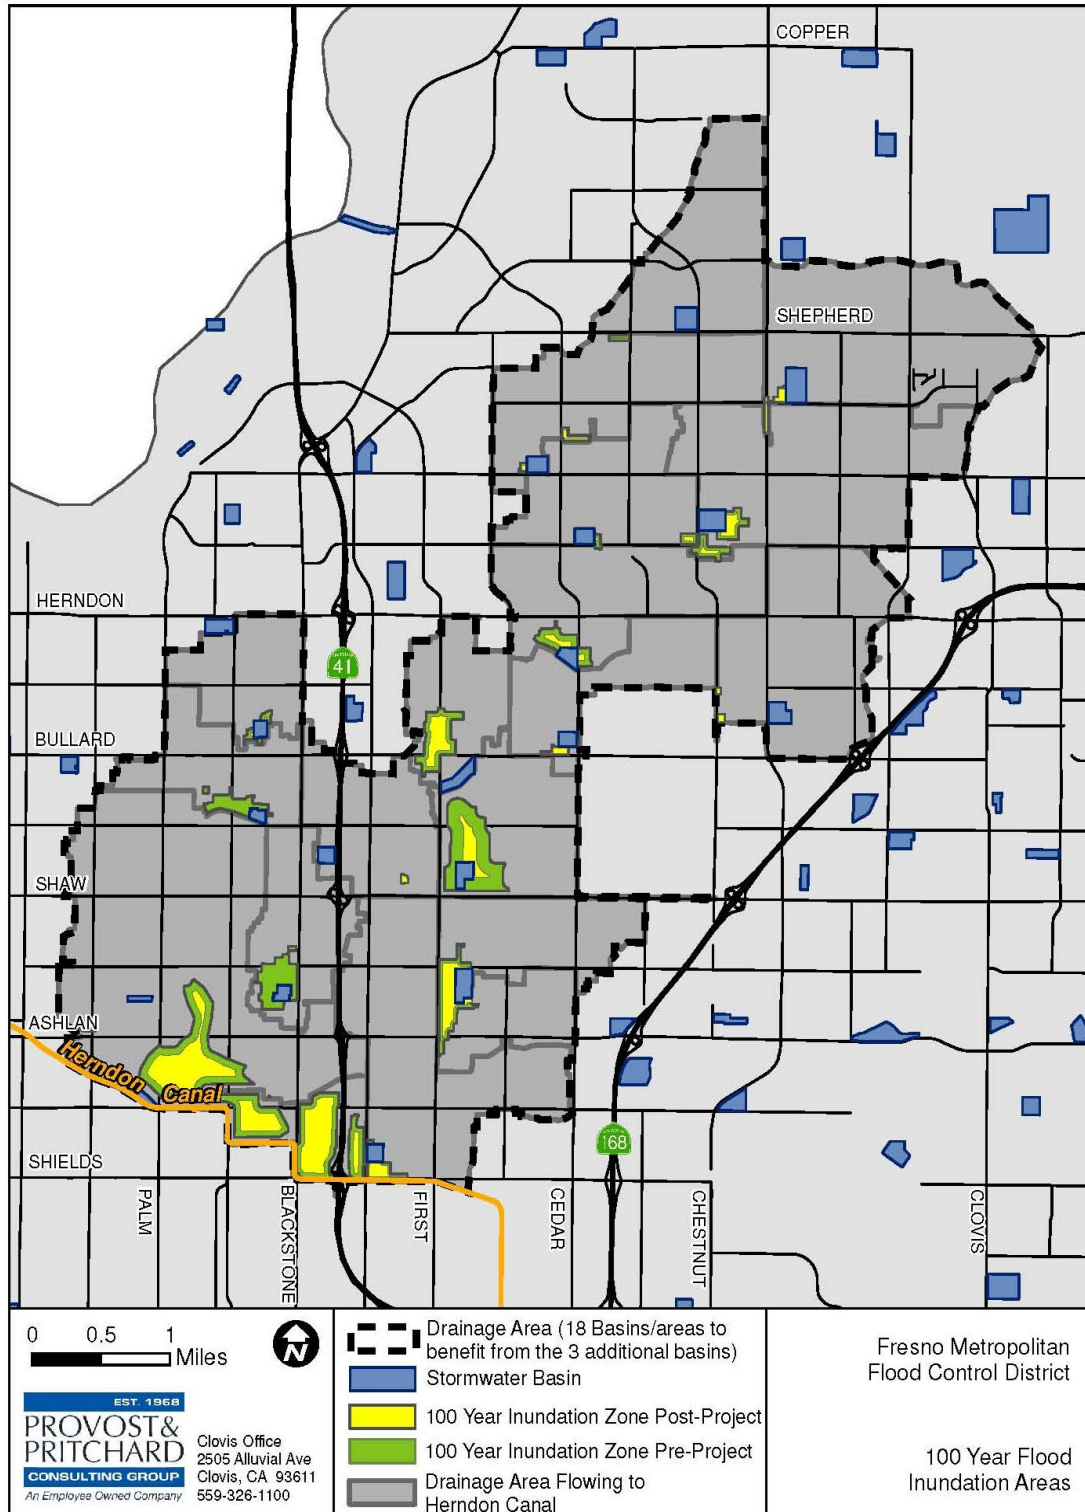 COPPER
SHEPHERD
HERNDON
41
BULLARD
SHAW
ASHLAN
Herndon Canal
168
SHIELDS
PALM
BLACKSTONE
FIRST
CEDAR
CHESTNUT
CLOVIS
0 0.5 1
Miles
N
EST. 1968
PROVOST&
PRITCHARD
CONSULTING GROUP
An Employee Owned Company
Clovis Office
2505 Alluvial Ave
Clovis, CA 93611
559-326-1100
Drainage Area (18 Basins/areas to
benefit from the 3 additional basins)
Stormwater Basin
100 Year Inundation Zone Post-Project
100 Year Inundation Zone Pre-Project
Drainage Area Flowing to
Herndon Canal
Fresno Metropolitan
Flood Control District
100 Year Flood
Inundation Areas